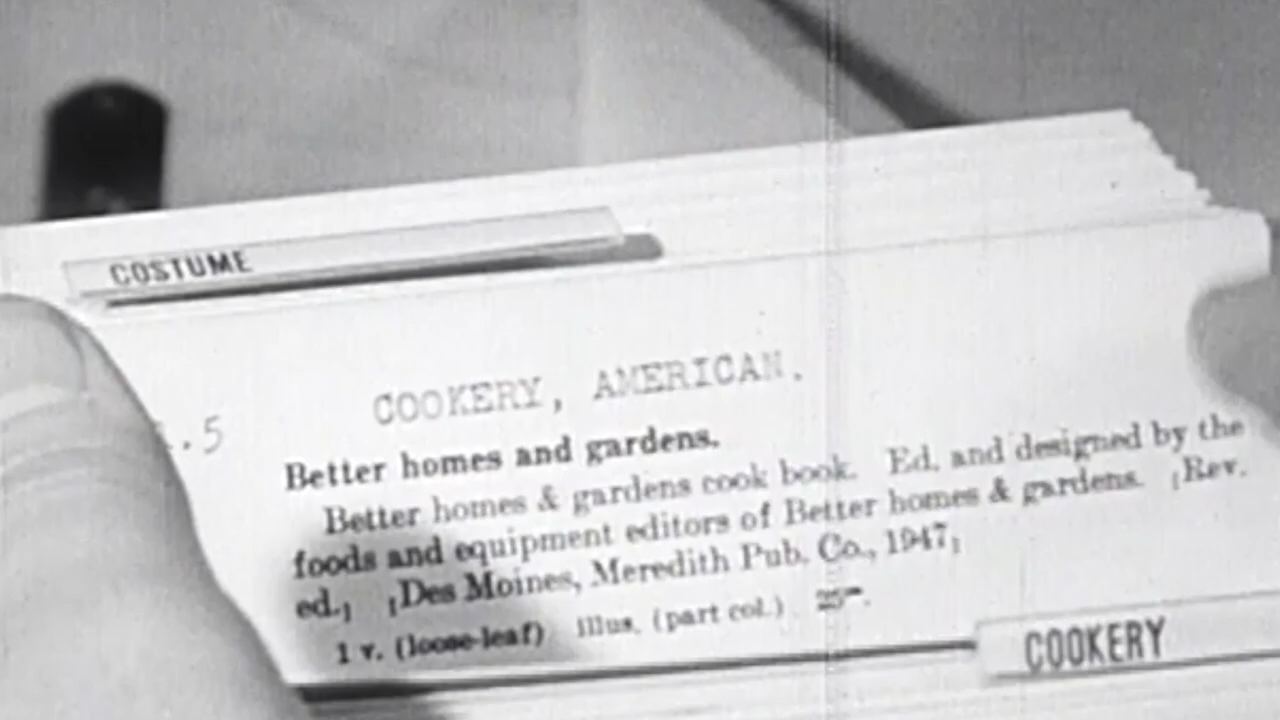 COSTUME
COOKERY, AMERICAN.
.5
Better homes and gardens.
Better homes & gardens cook book. Ed. and designed by the
foods and equipment editors of Better homes & gardens. [Rev.
ed.] [Des Moines, Meredith Pub. Co., 1947]
1 v. (loose-leaf) illus. (part col.)
COOKERY